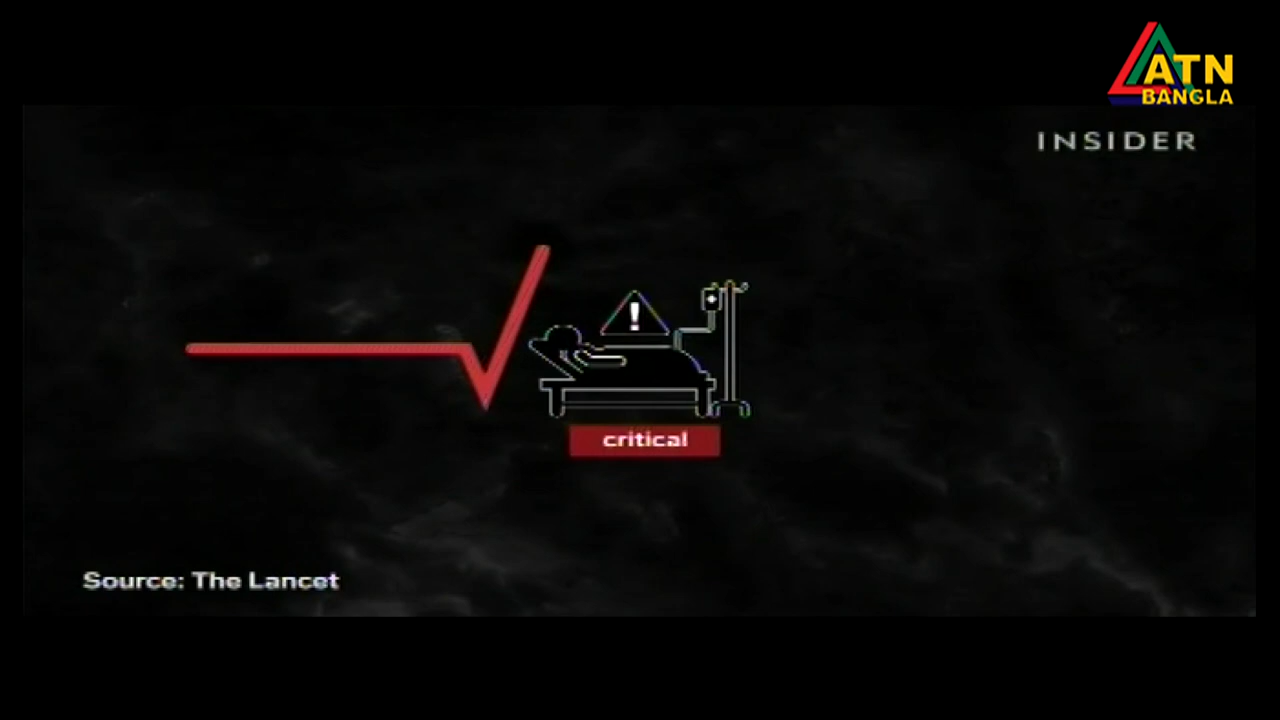 ATN
BANGLA
INSIDER
!
critical
Source: The Lancet